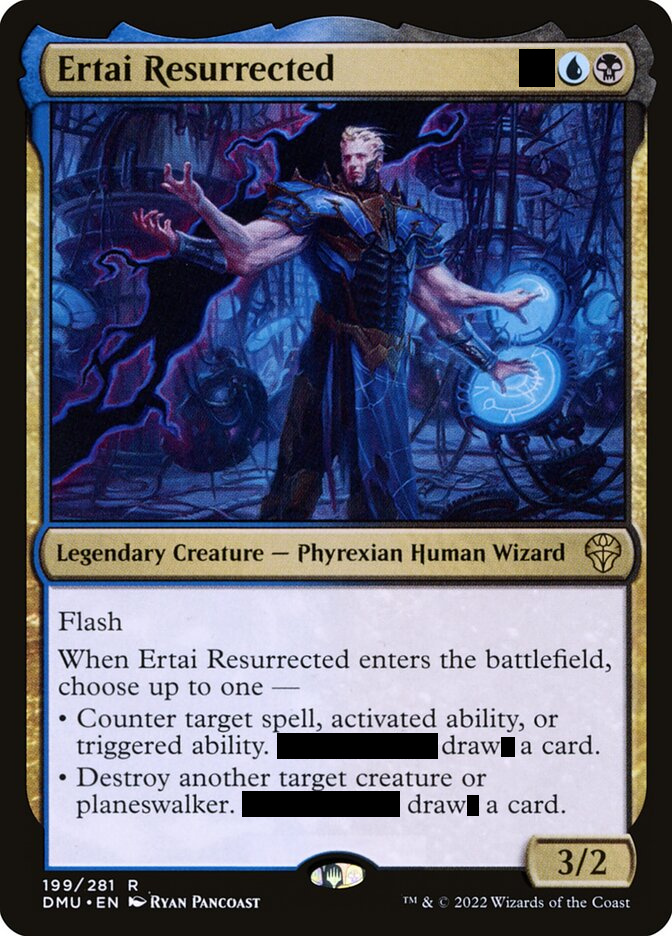 Ertai Resurrected
Legendary Creature — Phyrexian Human Wizard
Flash
When Ertai Resurrected enters the battlefield,
choose up to one —
• Counter target spell, activated ability, or
triggered ability. draw a card.
• Destroy another target creature or
planeswalker. draw a card.
3/2
199/281 R
DMU • EN Ryan Pancoast
™ & © 2022 Wizards of the Coast